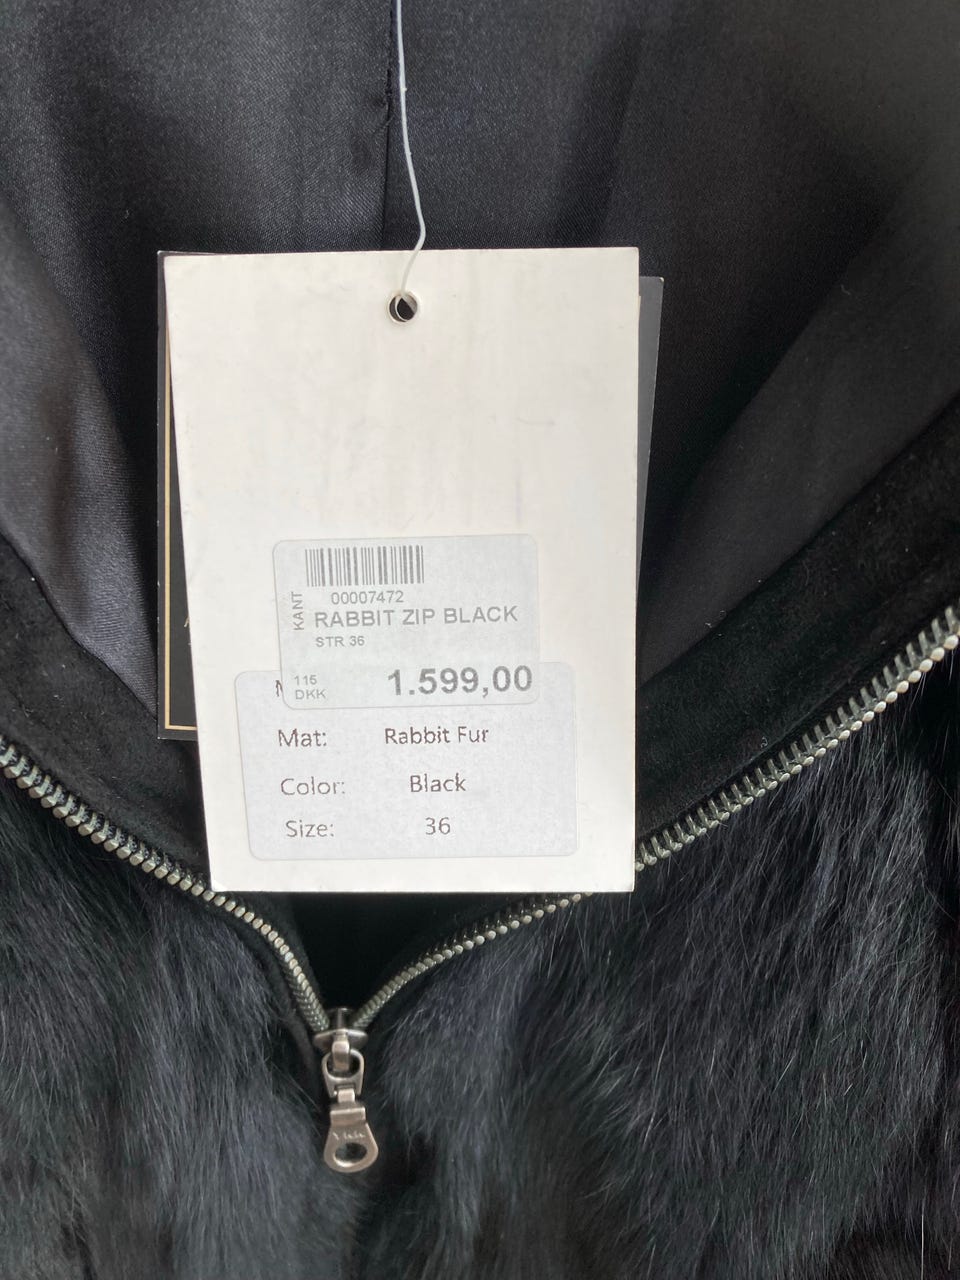 KANT
00007472
RABBIT ZIP BLACK
STR 36
115
DKK
1.599,00
Mat: Rabbit Fur
Color: Black
Size: 36